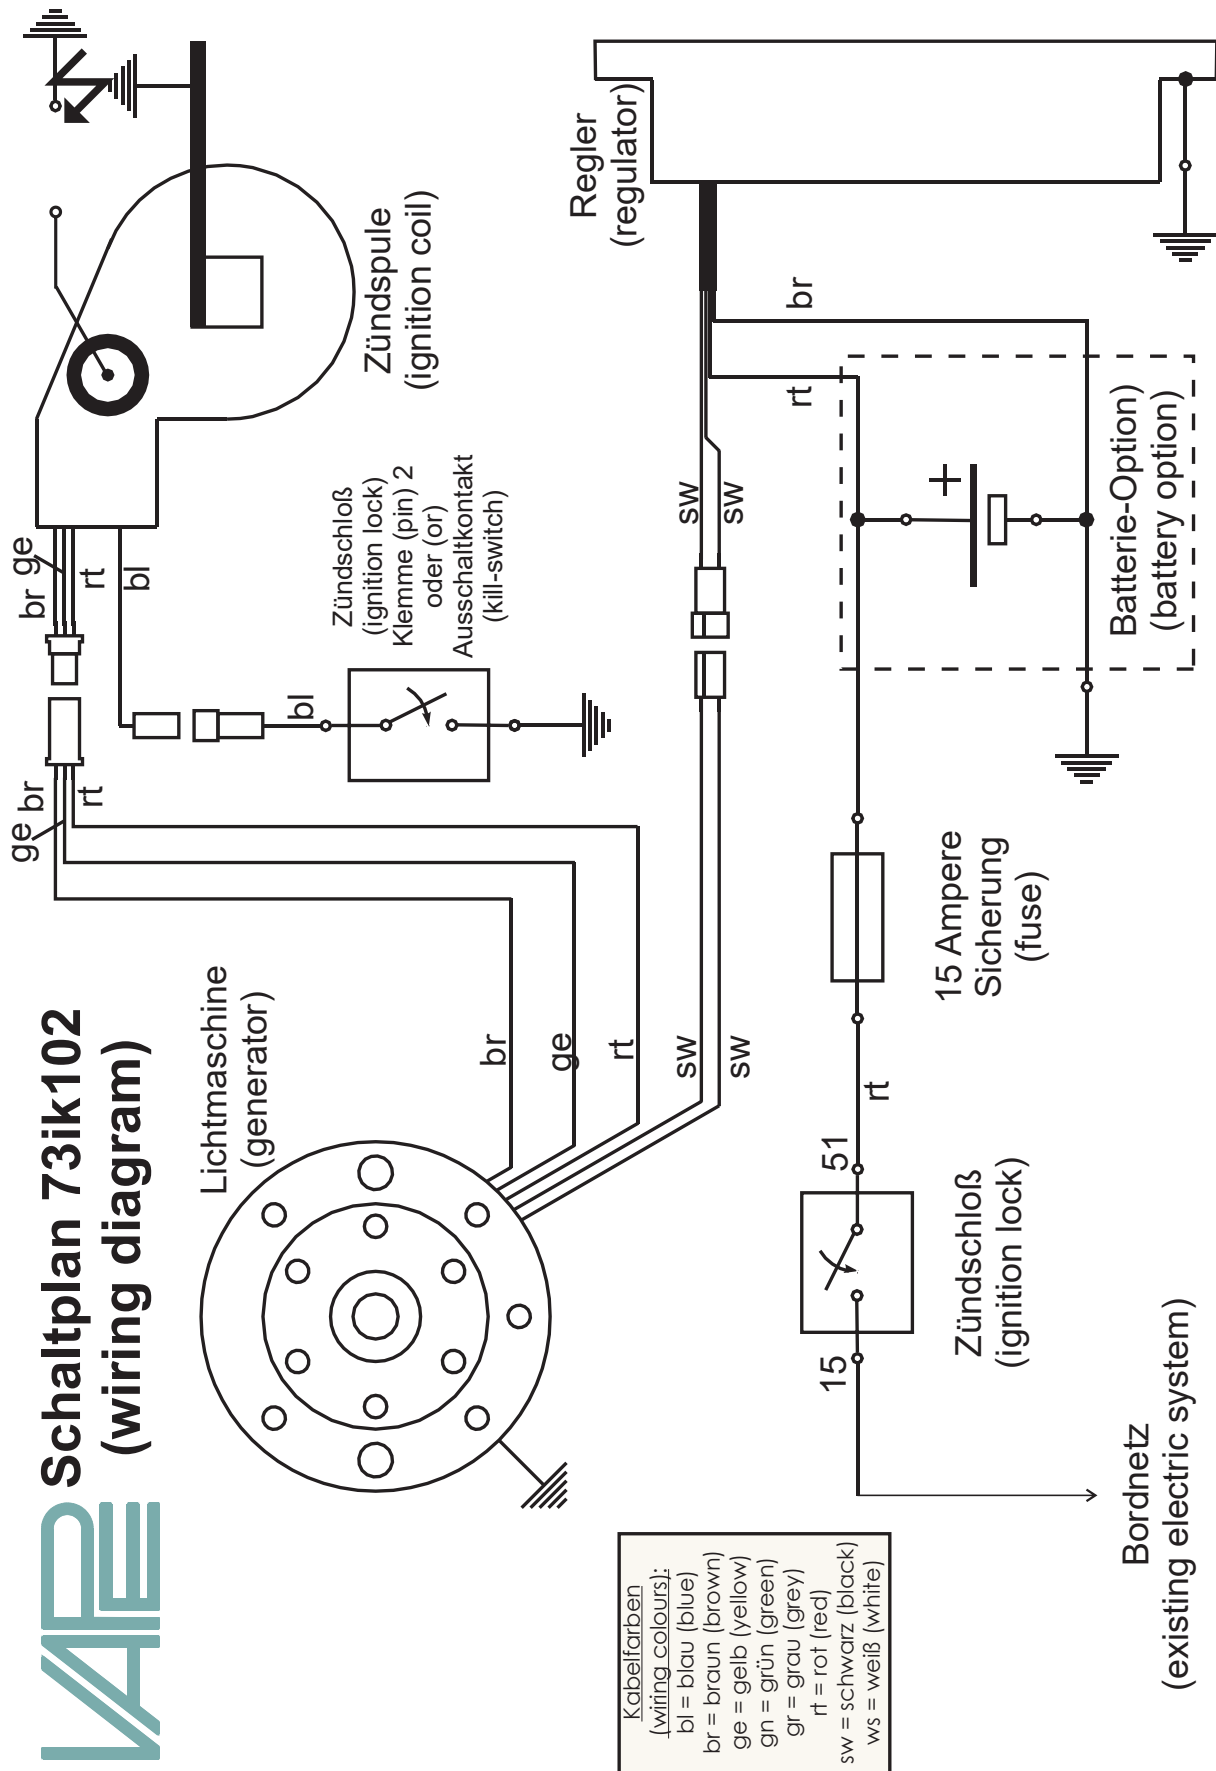 VAPE
Schaltplan 73ik102
(wiring diagram)
Lichtmaschine
(generator)
br
ge
rt
sw
sw
ge
br
rt
br
ge
rt
bl
bl
Zündspule
(ignition coil)
Zündschloß
(ignition lock)
Klemme (pin) 2
oder (or)
Ausschaltkontakt
(kill-switch)
Regler
(regulator)
sw
sw
br
rt
+
Batterie-Option)
(battery option)
15 Ampere
Sicherung
(fuse)
rt
51
15
Zündschloß
(ignition lock)
Bordnetz
(existing electric system)
Kabelfarben
(wiring colours):
bl = blau (blue)
br = braun (brown)
ge = gelb (yellow)
gn = grün (green)
gr = grau (grey)
rt = rot (red)
sw = schwarz (black)
ws = weiß (white)